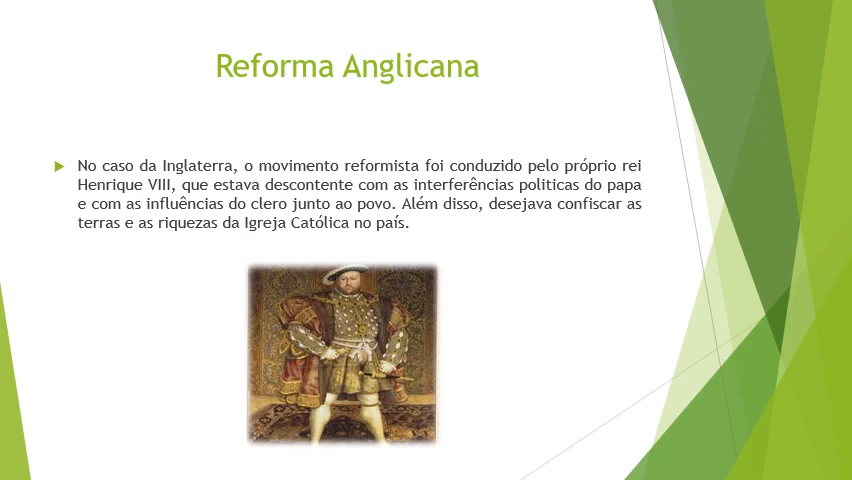 Reforma Anglicana
No caso da Inglaterra, o movimento reformista foi conduzido pelo próprio rei
Henrique VIII, que estava descontente com as interferências politicas do papa
e com as influências do clero junto ao povo. Além disso, desejava confiscar as
terras e as riquezas da Igreja Católica no país.